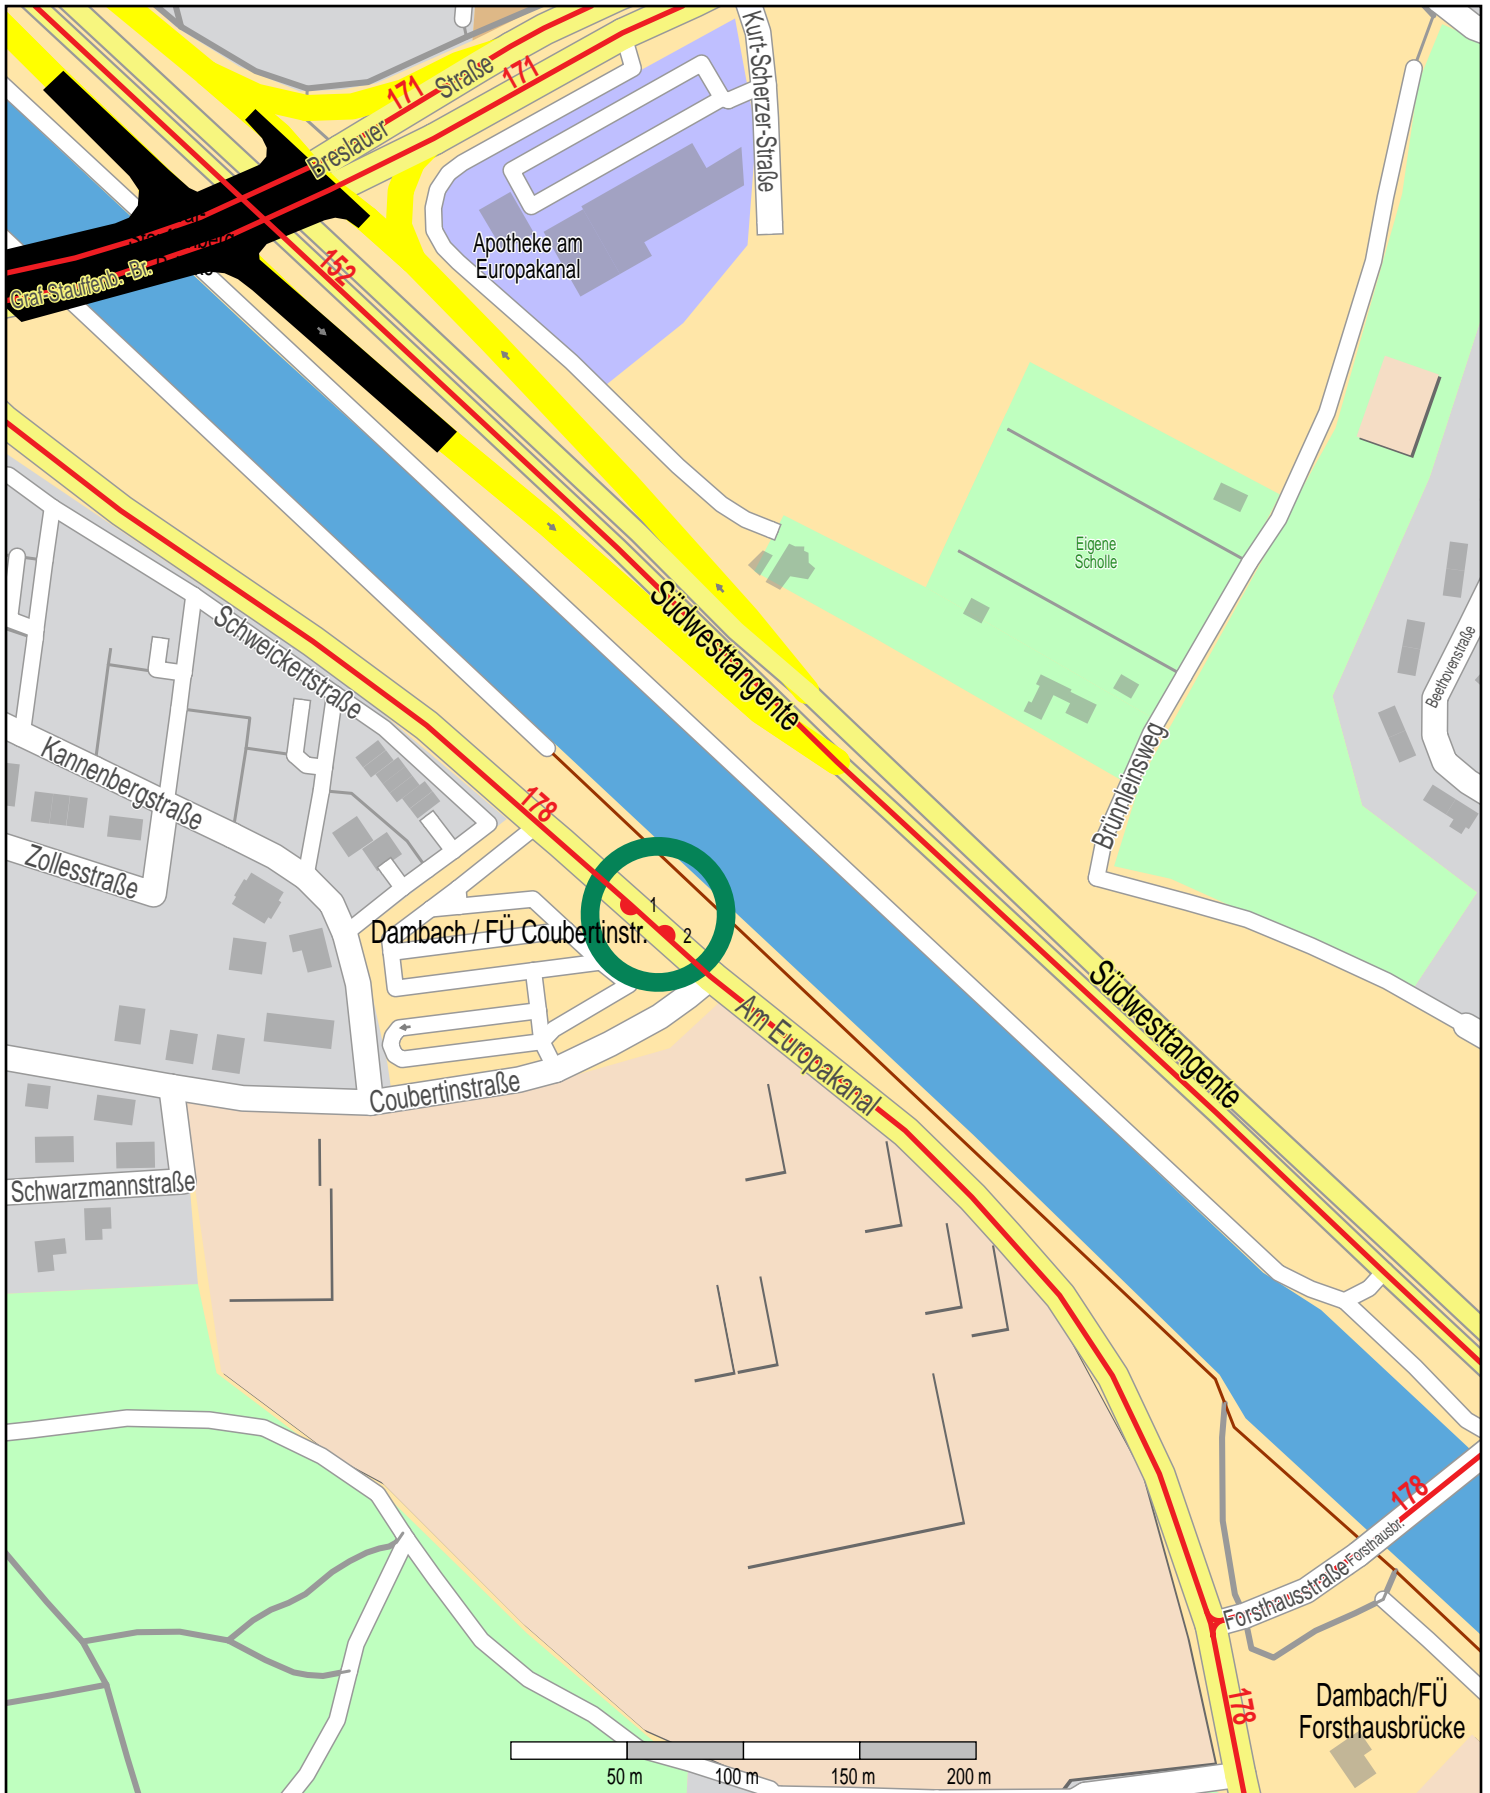 Kurt-Scherzer-Straße
171
Straße
171
Breslauer
Graf-Stauffenb. -Br.
152
Apotheke am
Europakanal
Eigene
Scholle
Südwesttangente
Beethovenstraße
Schweickertstraße
Kannenbergstraße
Zollesstraße
178
Brünnleinsweg
1
Dambach / FÜ Coubertinstr.
2
Südwesttangente
Am Europakanal
Coubertinstraße
Schwarzmannstraße
178
Forsthausbr.
Forsthausstraße
178
Dambach/FÜ
Forsthausbrücke
50 m
100 m
150 m
200 m